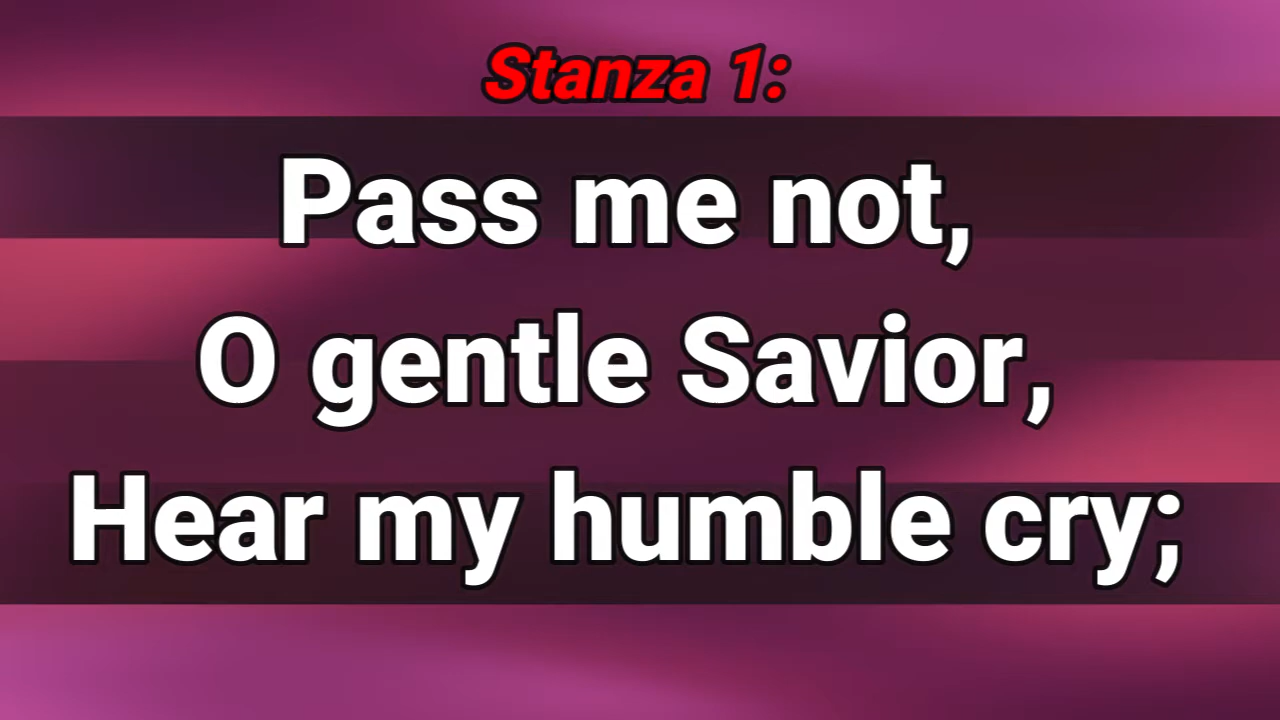 Stanza 1:
Pass me not,
O gentle Savior,
Hear my humble cry;